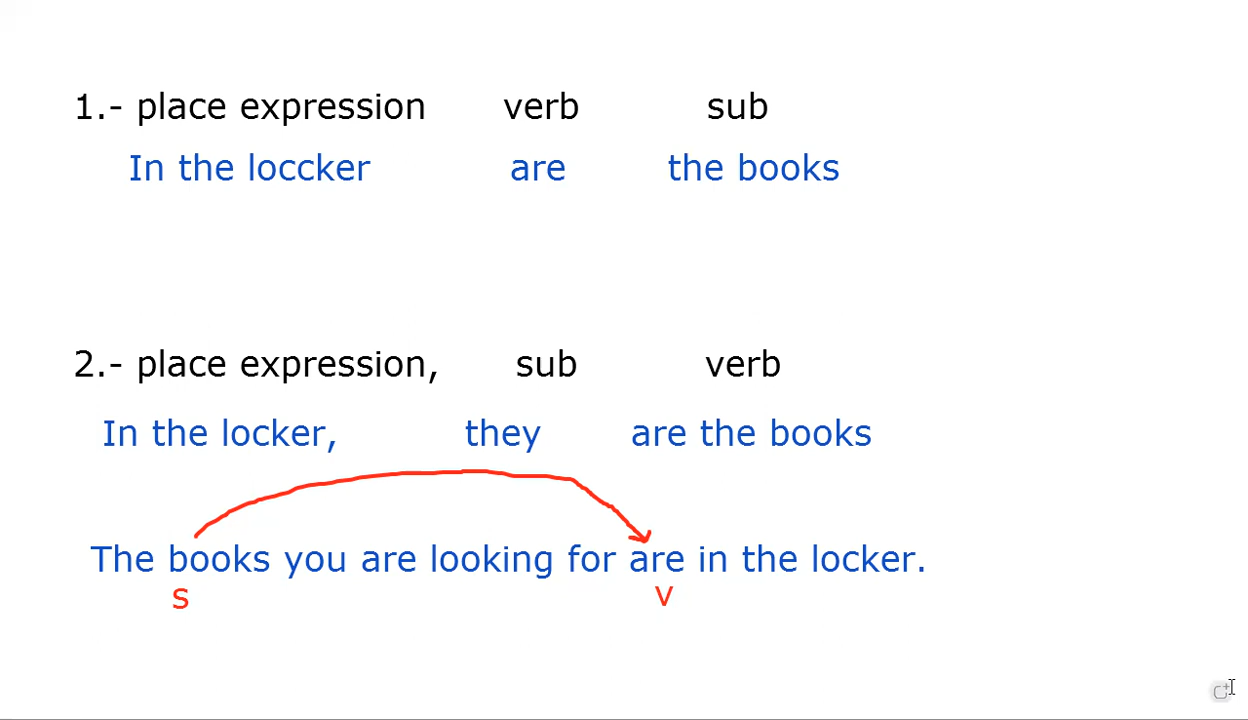 1.- place expression verb sub
In the loccker are the books
2.- place expression, sub verb
In the locker, they are the books
The books you are looking for are in the locker.
s v